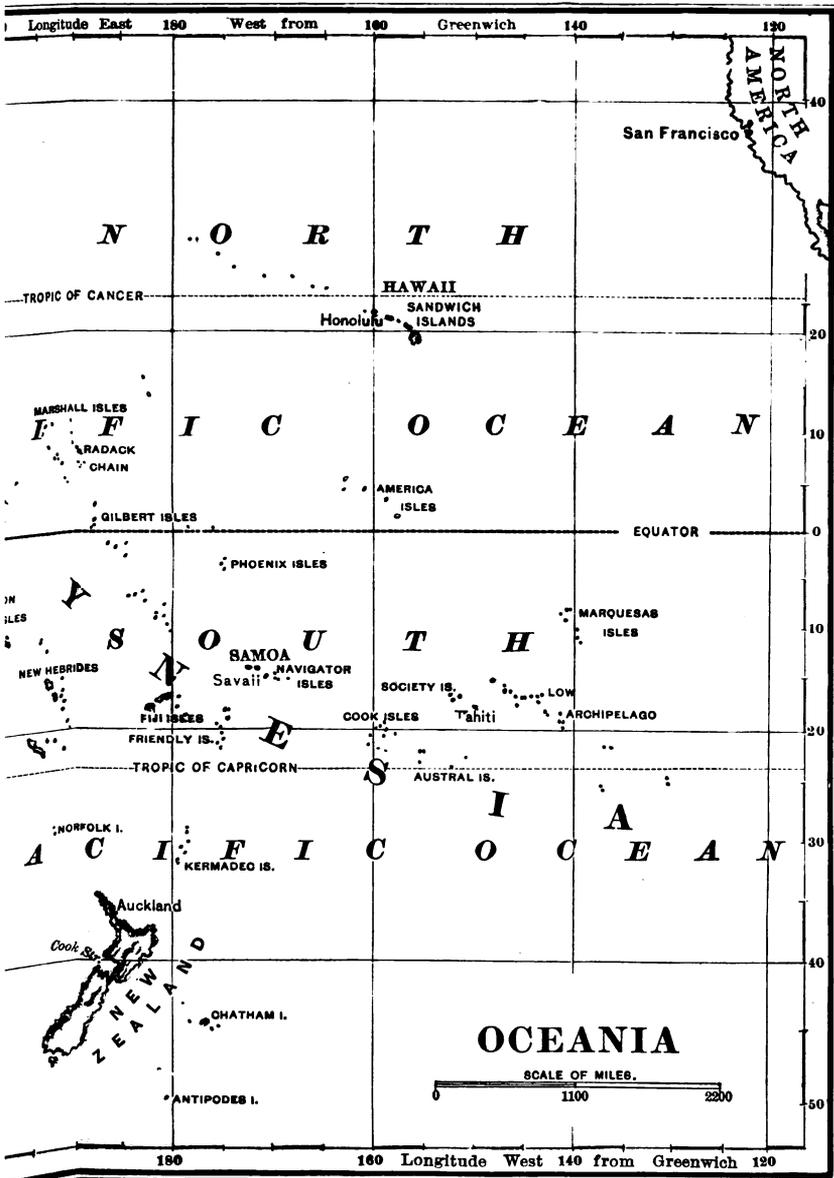 Longitude East 180 West from 160 Greenwich 140 120
NORTH
AMERICA
40
San Francisco
N O R T H
HAWAII
TROPIC OF CANCER
SANDWICH
ISLANDS
Honolulu
20
MARSHALL ISLES
I F I C O C E A N
10
RADACK
CHAIN
AMERICA
ISLES
GILBERT ISLES
EQUATOR
0
PHOENIX ISLES
Y
MARQUESAS
ISLES
S O U T H
10
SAMOA
NEW HEBRIDES
N
NAVIGATOR
ISLES
Savaii
SOCIETY IS.
LOW
ARCHIPELAGO
FIJI ISLES
COOK ISLES
Tahiti
E
20
FRIENDLY IS.
TROPIC OF CAPRICORN
S
AUSTRAL IS.
I
A
NORFOLK I.
A C I F I C O C E A N
30
KERMADEC IS.
Auckland
Cook Str.
40
NEW
ZEALAND
CHATHAM I.
OCEANIA
SCALE OF MILES.
0 1100 2200
ANTIPODES I.
50
180 160 Longitude West 140 from Greenwich 120